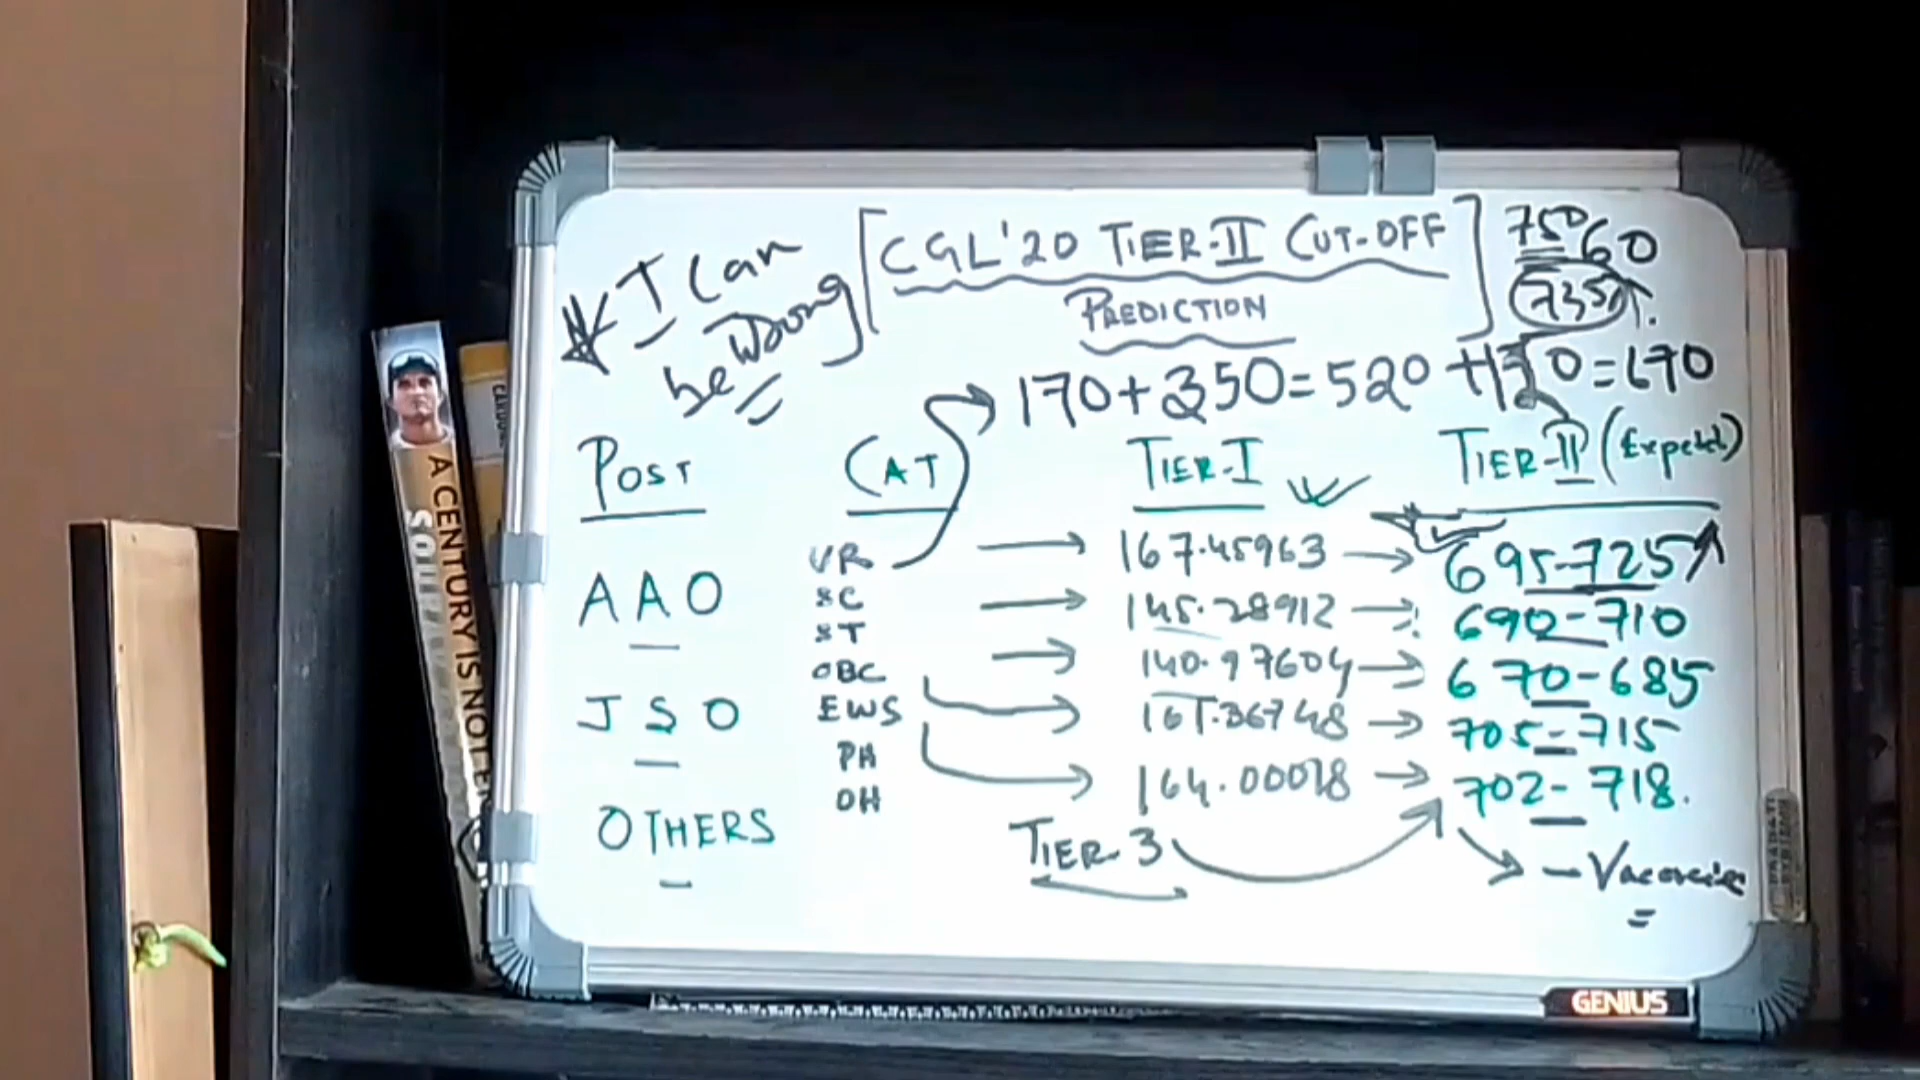 * I Can be wrong
[CGL'20 TIER-II CUT-OFF
PREDICTION]
750 60
735
170+350=520 +150=670
POST CAT TIER-I TIER-II (Expected)
UR → 167.45963 → 695-725
AAO
SC → 145.28912 → 690-710
ST → 140.97604 → 670-685
OBC → 161.36748 → 705-715
JSO
EWS → 164.00018 → 702-718.
PH
OH
OTHERS
TIER-3 → - Vacancies
A CENTURY IS NOT E
GENIUS